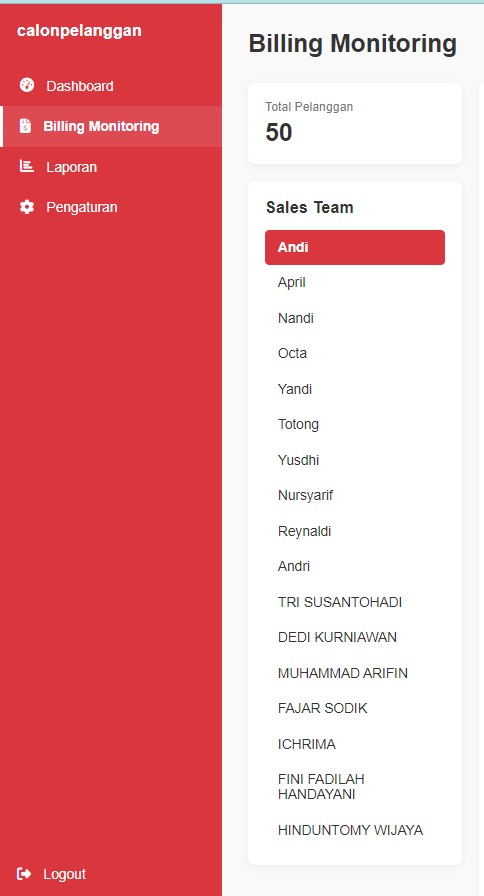 calonpelanggan
Dashboard
Billing Monitoring
Laporan
Pengaturan
Logout
Billing Monitoring
Total Pelanggan
50
Sales Team
Andi
April
Nandi
Octa
Yandi
Totong
Yusdhi
Nursyarif
Reynaldi
Andri
TRI SUSANTOHADI
DEDI KURNIAWAN
MUHAMMAD ARIFIN
FAJAR SODIK
ICHRIMA
FINI FADILAH
HANDAYANI
HINDUNTOMY WIJAYA